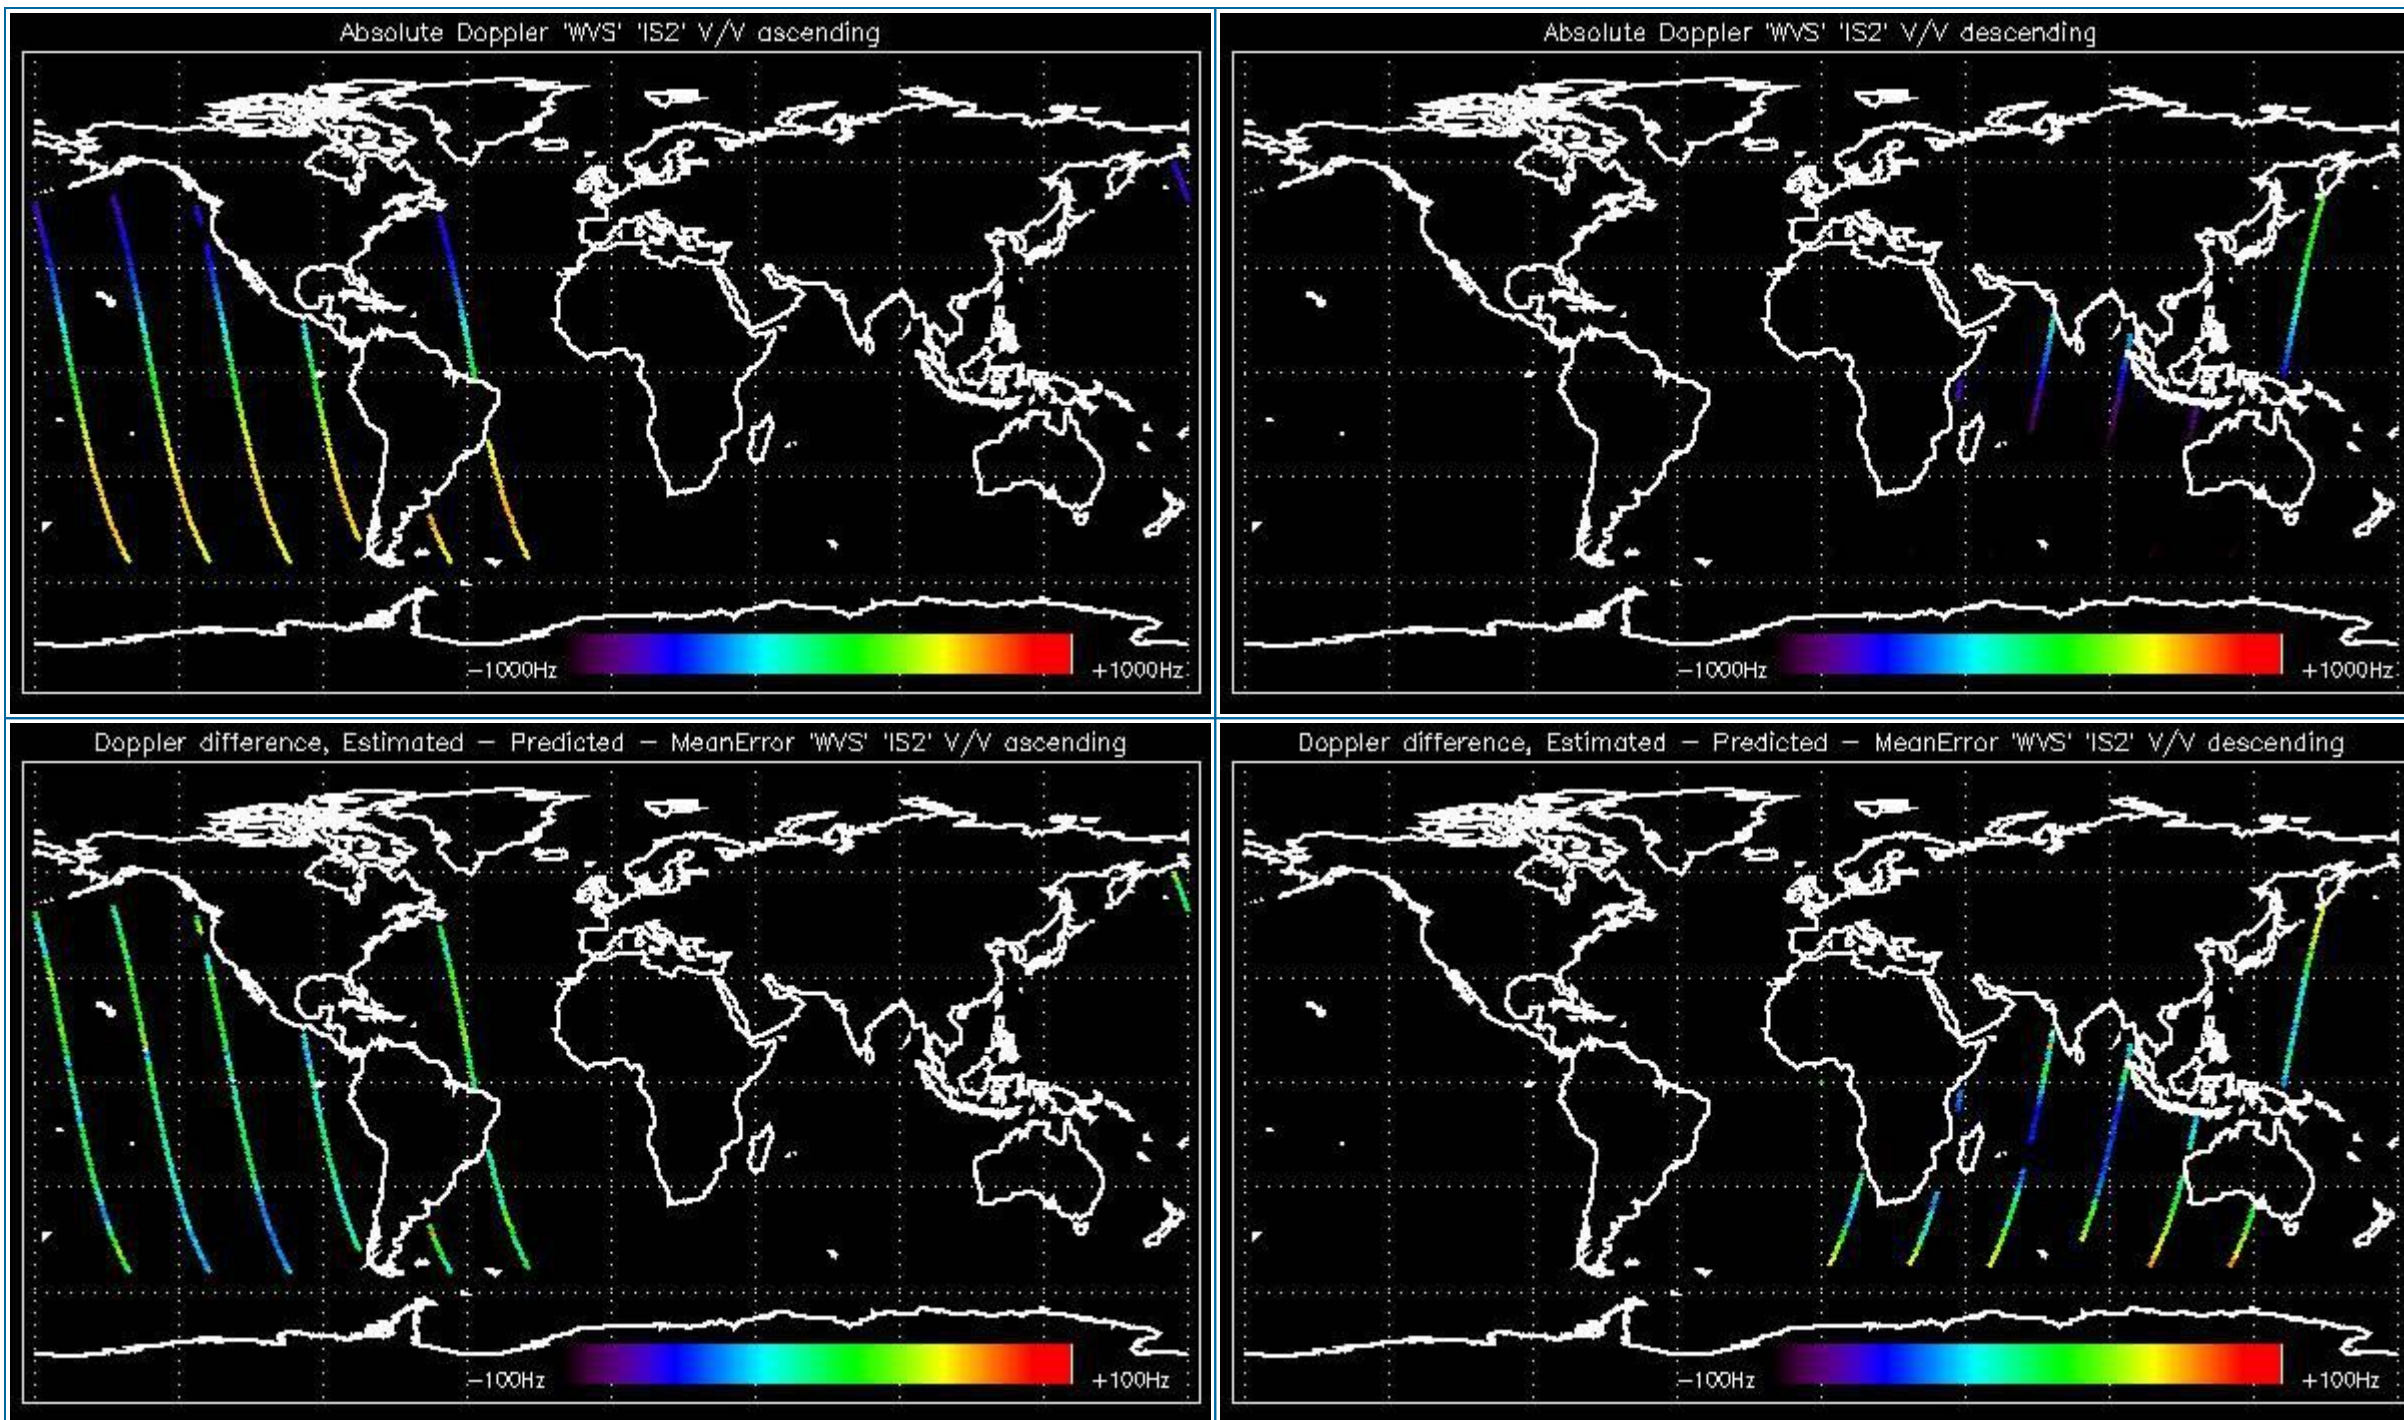 Absolute Doppler 'WVS' 'IS2' V/V ascending
-1000Hz
+1000Hz
Absolute Doppler 'WVS' 'IS2' V/V descending
-1000Hz
+1000Hz
Doppler difference, Estimated - Predicted - MeanError 'WVS' 'IS2' V/V ascending
-100Hz
+100Hz
Doppler difference, Estimated - Predicted - MeanError 'WVS' 'IS2' V/V descending
-100Hz
+100Hz